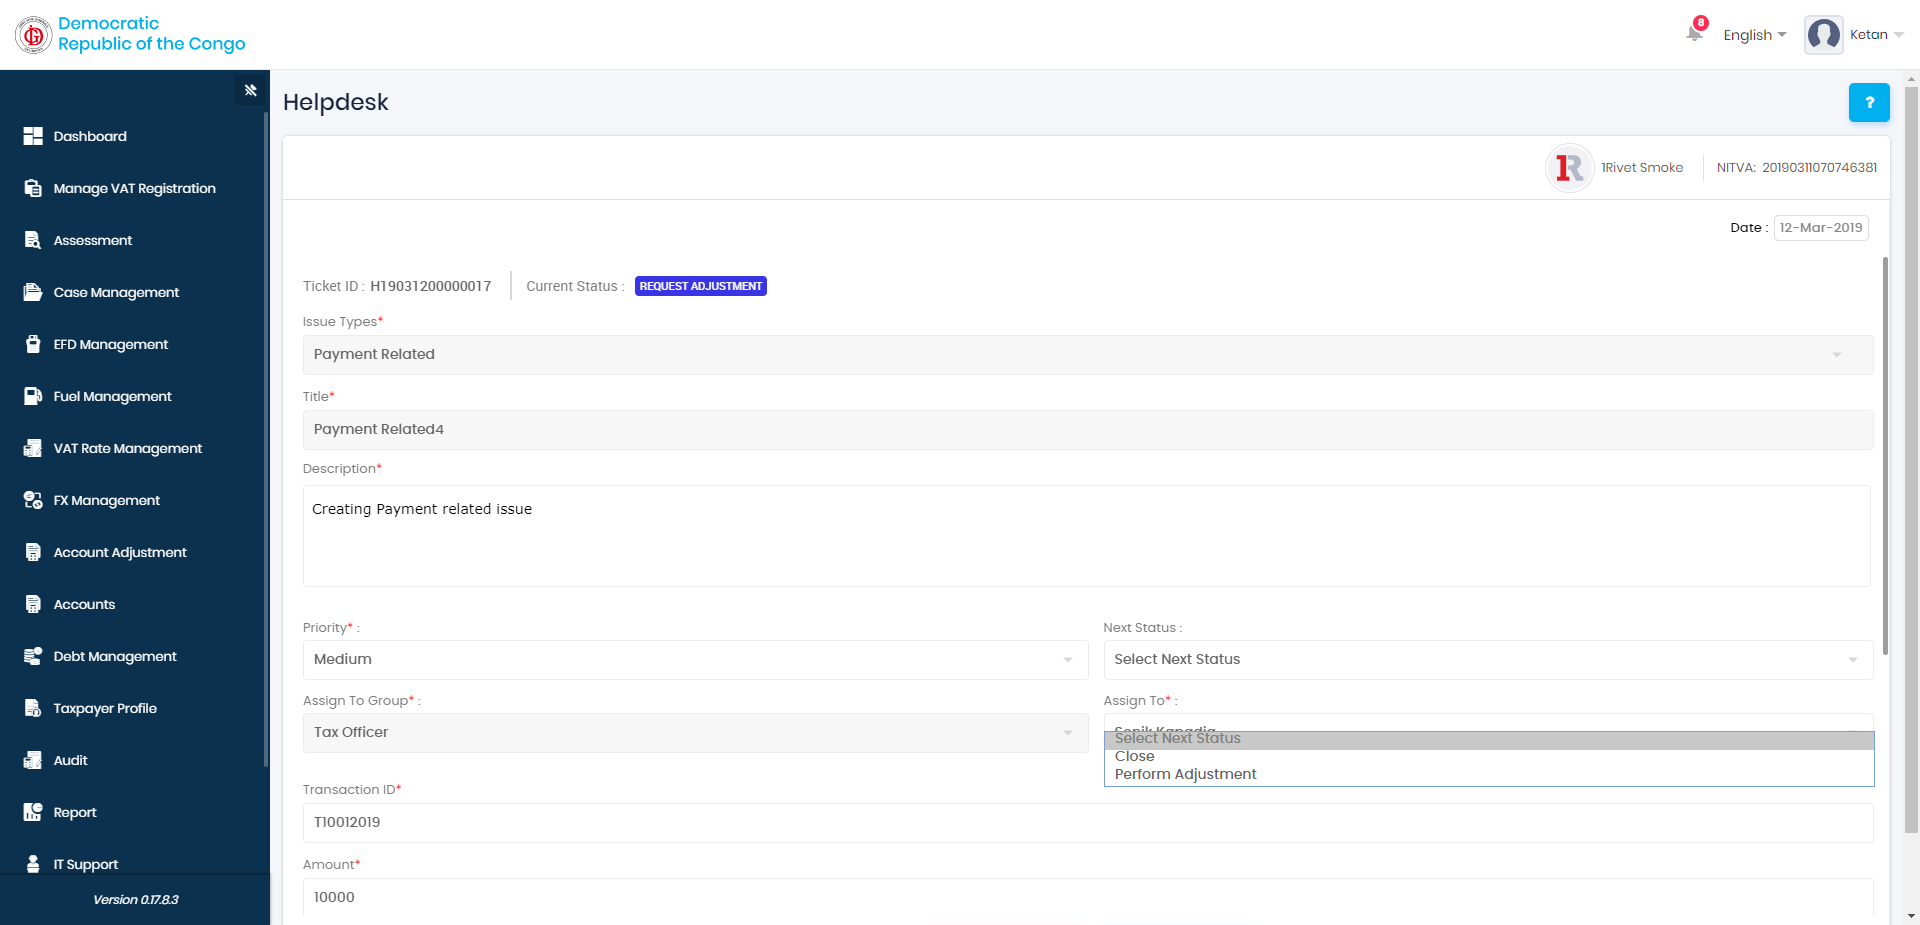 Democratic
Republic of the Congo
8
English
Ketan
Dashboard
Manage VAT Registration
Assessment
Case Management
EFD Management
Fuel Management
VAT Rate Management
FX Management
Account Adjustment
Accounts
Debt Management
Taxpayer Profile
Audit
Report
IT Support
Version 0.17.8.3
Helpdesk
?
1R
1Rivet Smoke
NITVA: 20190311070746381
Date : 12-Mar-2019
Ticket ID : H19031200000017
Current Status : REQUEST ADJUSTMENT
Issue Types*
Payment Related
Title*
Payment Related4
Description*
Creating Payment related issue
Priority* :
Next Status :
Medium
Select Next Status
Assign To Group* :
Assign To* :
Tax Officer
Select Next Status
Close
Perform Adjustment
Transaction ID*
T10012019
Amount*
10000